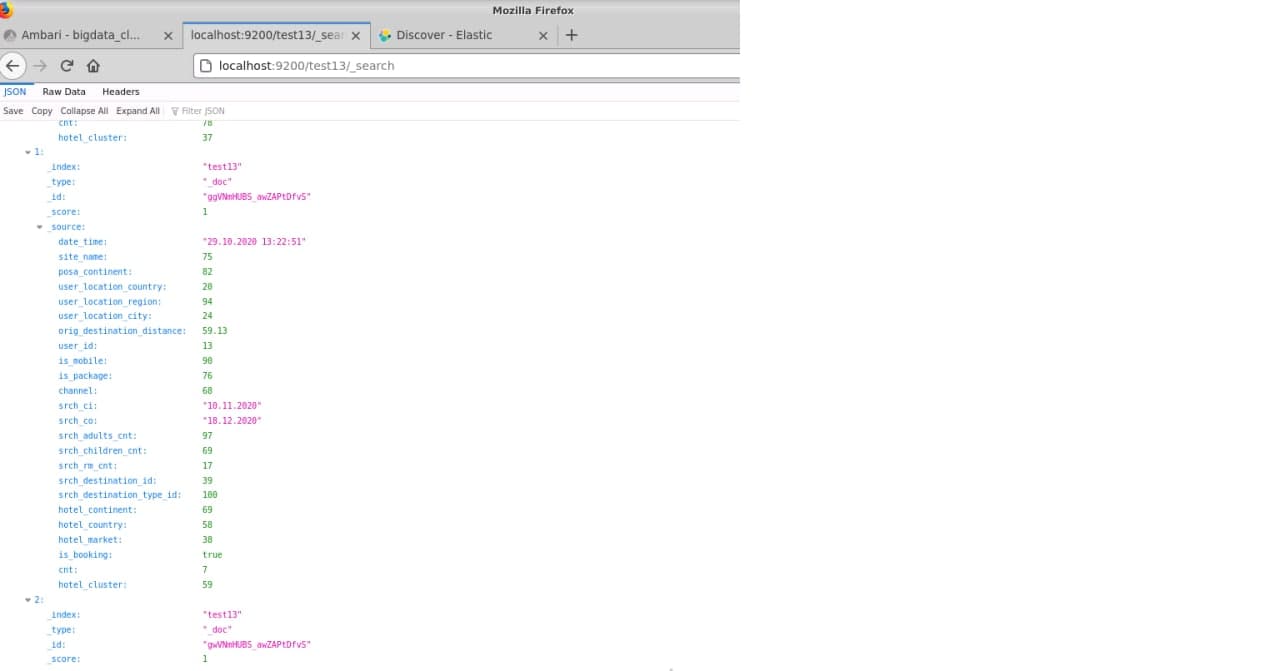 Mozilla Firefox
Ambari - bigdata_cl...
localhost:9200/test13/_sear
Discover - Elastic
localhost:9200/test13/_search
JSON Raw Data Headers
Save Copy Collapse All Expand All Filter JSON
cnt: 78
hotel_cluster: 37
1:
_index: "test13"
_type: "_doc"
_id: "ggVNmHUBS_awZAPtDfvS"
_score: 1
_source:
date_time: "29.10.2020 13:22:51"
site_name: 75
posa_continent: 82
user_location_country: 20
user_location_region: 94
user_location_city: 24
orig_destination_distance: 59.13
user_id: 13
is_mobile: 90
is_package: 76
channel: 68
srch_ci: "10.11.2020"
srch_co: "18.12.2020"
srch_adults_cnt: 97
srch_children_cnt: 69
srch_rm_cnt: 17
srch_destination_id: 39
srch_destination_type_id: 100
hotel_continent: 69
hotel_country: 58
hotel_market: 38
is_booking: true
cnt: 7
hotel_cluster: 59
2:
_index: "test13"
_type: "_doc"
_id: "gwVNmHUBS_awZAPtDfvS"
_score: 1